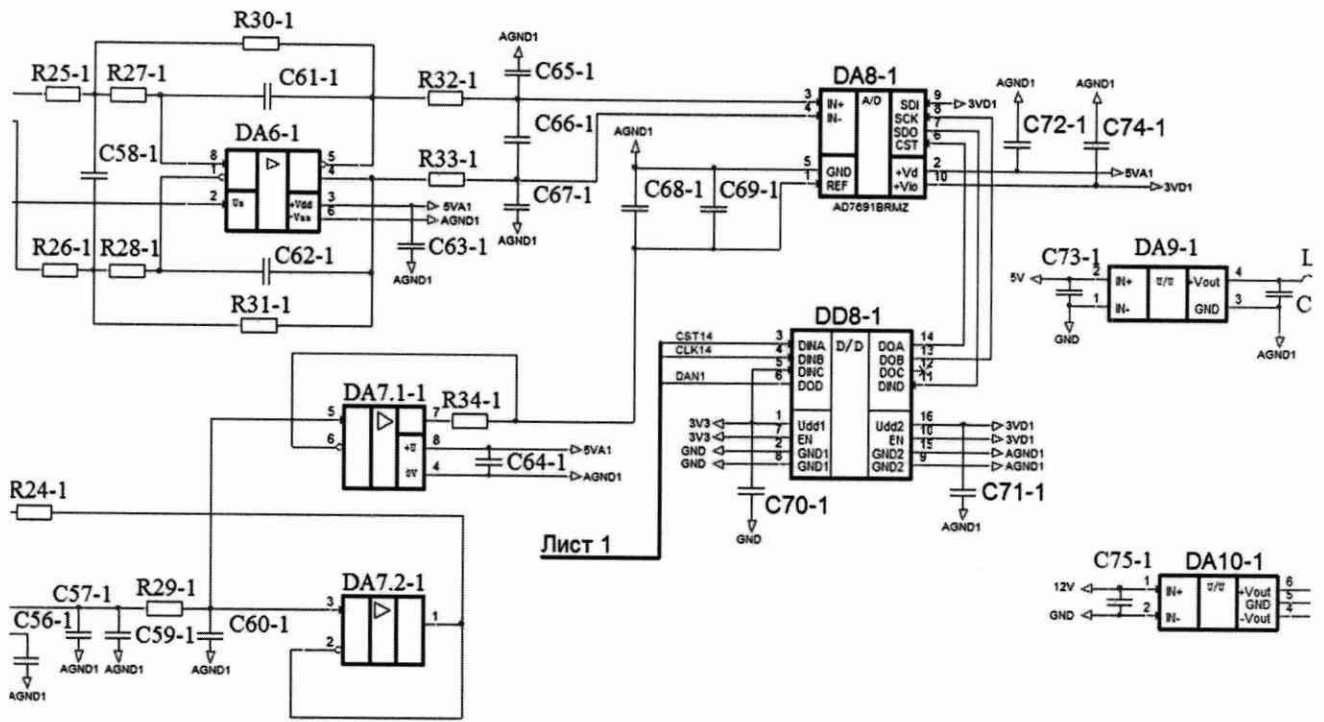 R30-1
R25-1 R27-1 C61-1 R32-1
AGND1
C65-1
DA8-1
AGND1 AGND1
3 IN+ A/D SDI 9 3VD1
4 IN- SCK 8
SDO 7
CST 6
C72-1 C74-1
DA6-1
C58-1
C66-1
AGND1
8 5
1 4
R33-1
2 3 +Vdd 5VA1
6 AGND1
C67-1
C68-1 C69-1
5 GND +Vd 2 5VA1
1 REF +Vio 10 3VD1
AD7691BRMZ
R26-1 R28-1 C62-1 C63-1
AGND1
AGND1
R31-1
C73-1 DA9-1 L
5V 2 IN+ +Vout 4
1 IN- GND 3 C
GND AGND1
DD8-1
CST14 3 DINA D/D DOA 14
CLK14 4 DINB DOB 13
5 DINC DOC 12
DAN1 6 DOD DIND 11
DA7.1-1 R34-1
5 7
6 +U 8 5VA1
4 AGND1
C64-1
3V3 1 Udd1 Udd2 16 3VD1
3V3 7 EN EN 10 3VD1
GND 2 GND1 GND2 15 AGND1
GND 8 GND1 GND2 9 AGND1
R24-1
C70-1 C71-1
GND AGND1
Лист 1
C75-1 DA10-1
12V 1 IN+ +Vout 6
GND 5
GND 2 IN- -Vout 4
C57-1 R29-1 DA7.2-1
C56-1 C59-1 C60-1
3 1
2
AGND1 AGND1 AGND1
AGND1